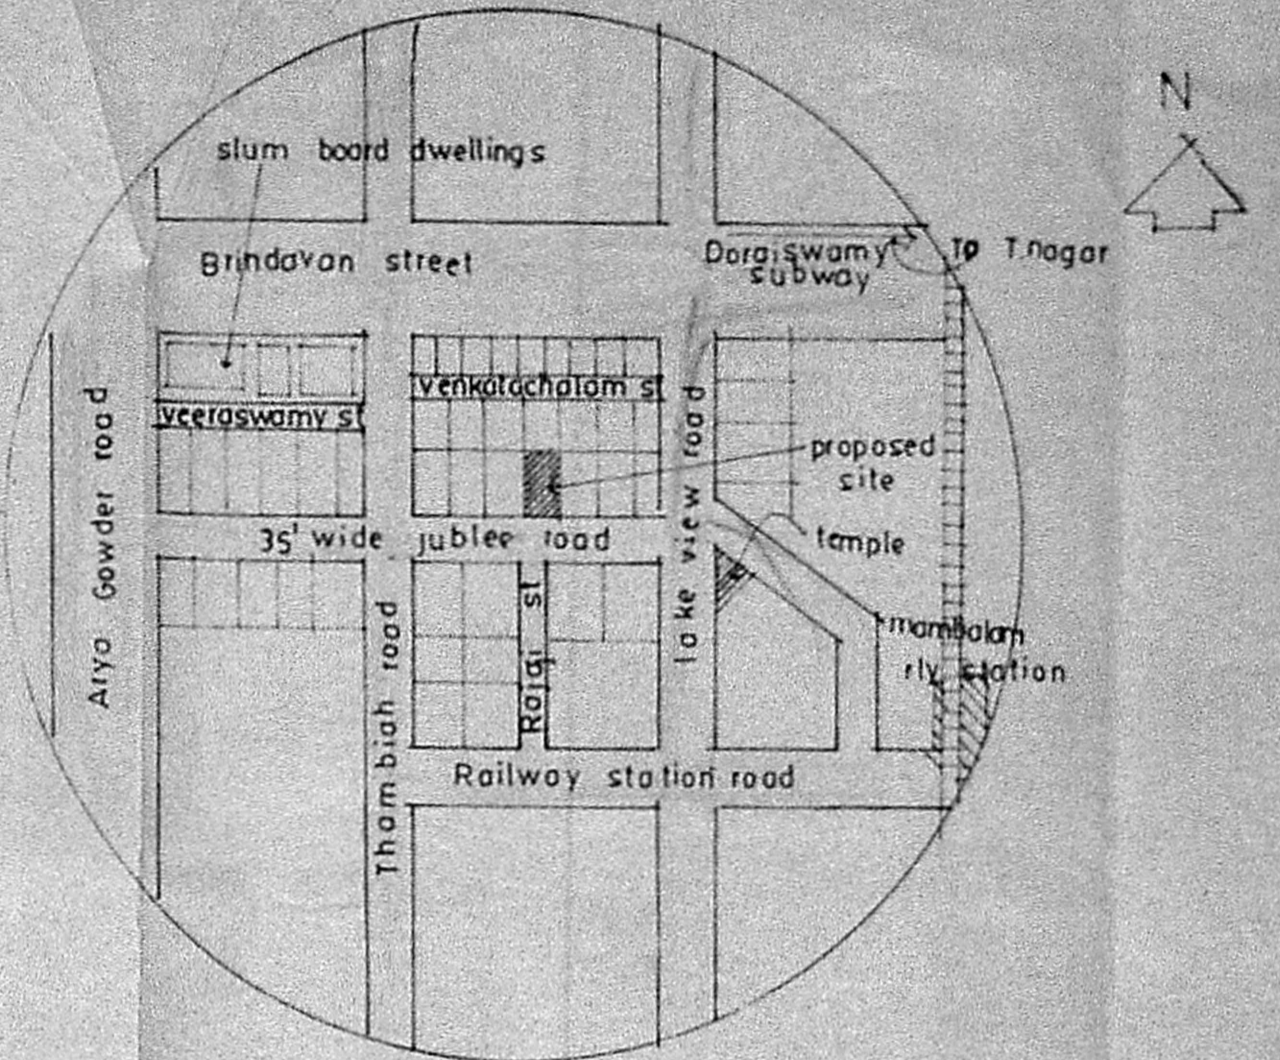 N
slum board dwellings
Brindavan street
Doraiswamy
subway
To T.nagar
venkatachalam st
veeraswamy st
Arya Gowder road
lake view road
proposed
site
35' wide jublee road
temple
Rajaji st
Thambiah road
mambalam
rly station
Railway station road